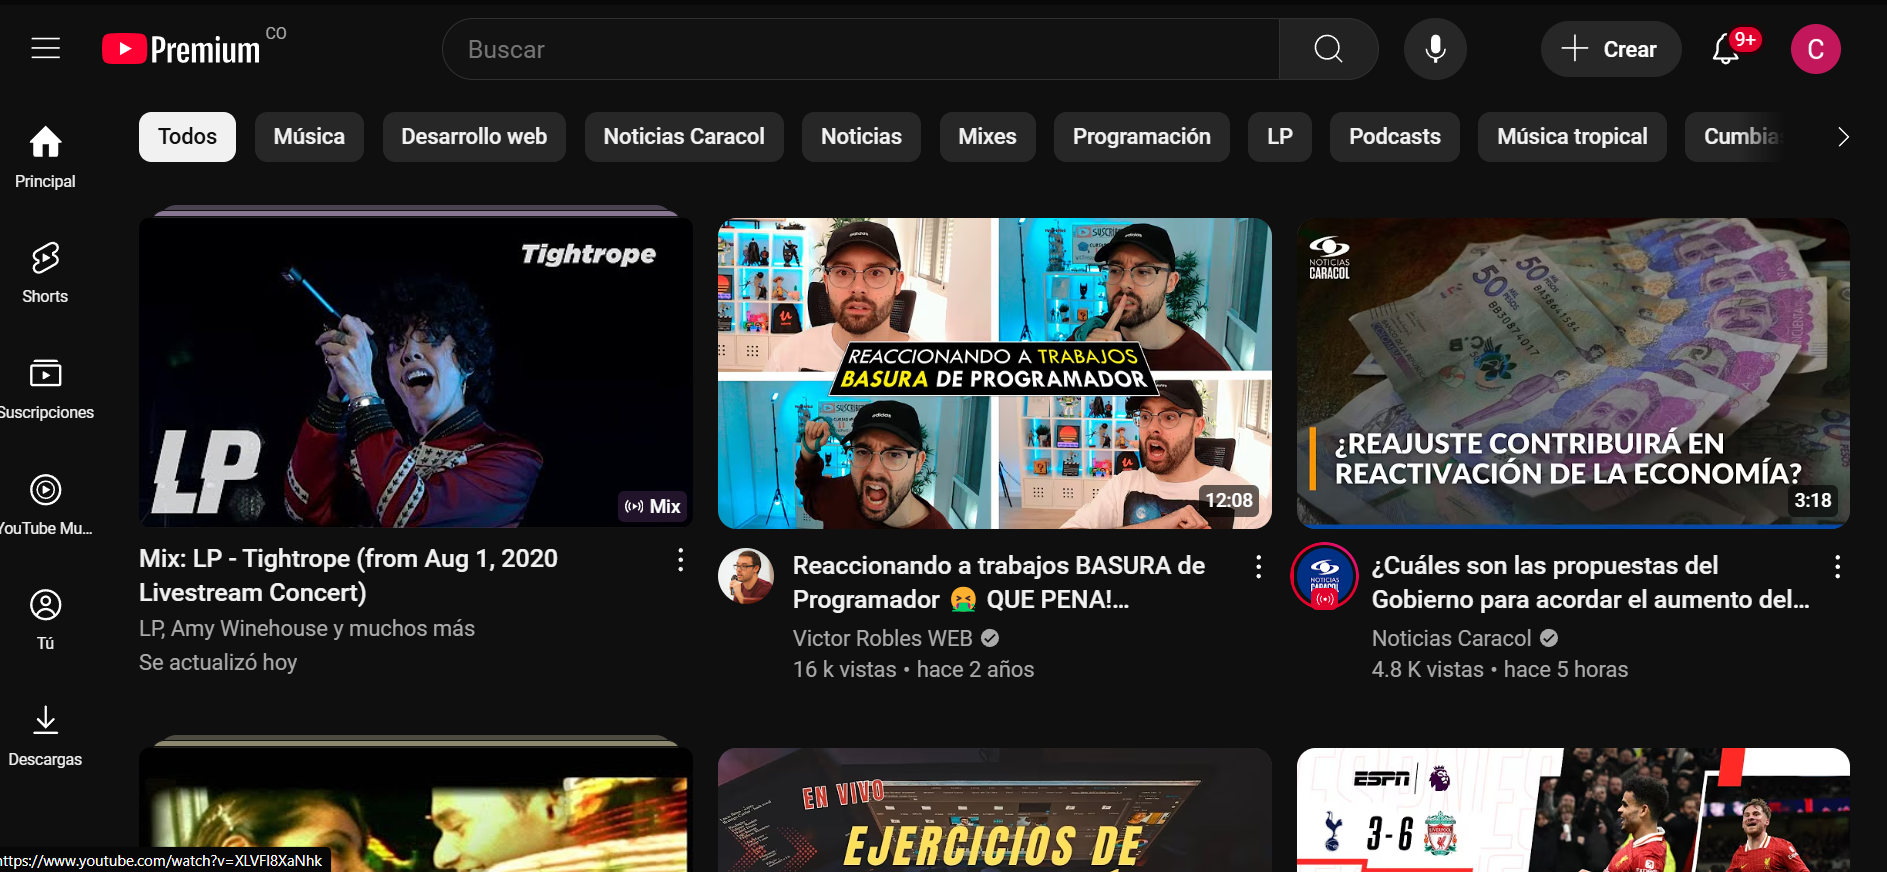 Premium CO
Buscar
Crear
9+
C
Todos
Música
Desarrollo web
Noticias Caracol
Noticias
Mixes
Programación
LP
Podcasts
Música tropical
Cumbias
Principal
Shorts
Suscripciones
YouTube Mu...
Tú
Descargas
Tightrope
LP
Mix
Mix: LP - Tightrope (from Aug 1, 2020
Livestream Concert)
LP, Amy Winehouse y muchos más
Se actualizó hoy
REACCIONANDO A TRABAJOS
BASURA DE PROGRAMADOR
12:08
Reaccionando a trabajos BASURA de
Programador 🤮 QUE PENA!...
Victor Robles WEB
16 k vistas • hace 2 años
NOTICIAS
CARACOL
¿REAJUSTE CONTRIBUIRÁ EN
REACTIVACIÓN DE LA ECONOMÍA?
3:18
NOTICIAS
CARACOL
¿Cuáles son las propuestas del
Gobierno para acordar el aumento del...
Noticias Caracol
4.8 K vistas • hace 5 horas
EN VIVO
EJERCICIOS DE
ESPN
3-6
https://www.youtube.com/watch?v=XLVFI8XaNhk